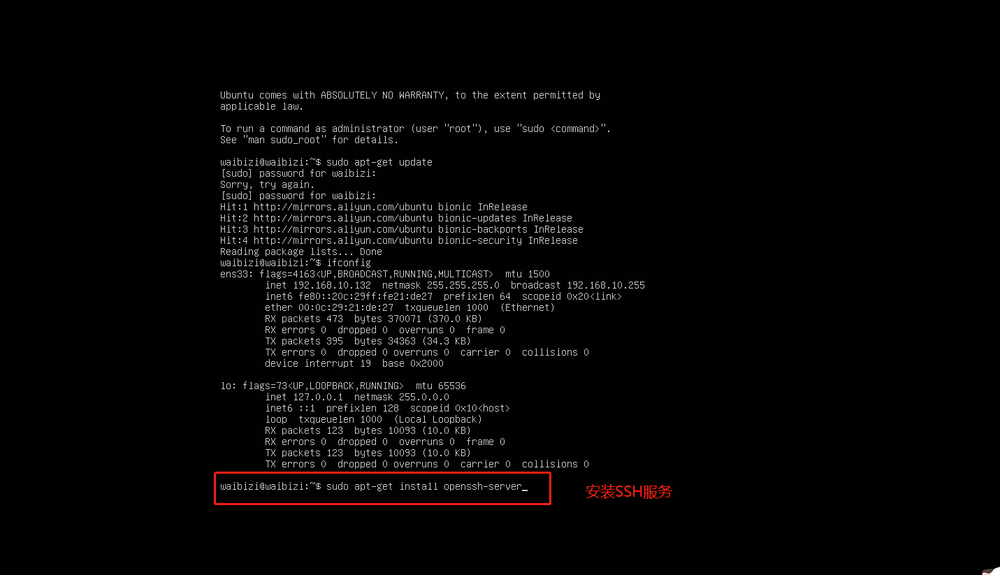 Ubuntu comes with ABSOLUTELY NO WARRANTY, to the extent permitted by
applicable law.
To run a command as administrator (user "root"), use "sudo <command>".
See "man sudo_root" for details.
waibizi@waibizi:~$ sudo apt-get update
[sudo] password for waibizi:
Sorry, try again.
[sudo] password for waibizi:
Hit:1 http://mirrors.aliyun.com/ubuntu bionic InRelease
Hit:2 http://mirrors.aliyun.com/ubuntu bionic-updates InRelease
Hit:3 http://mirrors.aliyun.com/ubuntu bionic-backports InRelease
Hit:4 http://mirrors.aliyun.com/ubuntu bionic-security InRelease
Reading package lists... Done
waibizi@waibizi:~$ ifconfig
ens33: flags=4163<UP,BROADCAST,RUNNING,MULTICAST>  mtu 1500
        inet 192.168.10.132  netmask 255.255.255.0  broadcast 192.168.10.255
        inet6 fe80::20c:29ff:fe21:de27  prefixlen 64  scopeid 0x20<link>
        ether 00:0c:29:21:de:27  txqueuelen 1000  (Ethernet)
        RX packets 473  bytes 370071 (370.0 KB)
        RX errors 0  dropped 0  overruns 0  frame 0
        TX packets 395  bytes 34363 (34.3 KB)
        TX errors 0  dropped 0 overruns 0  carrier 0  collisions 0
        device interrupt 19  base 0x2000
lo: flags=73<UP,LOOPBACK,RUNNING>  mtu 65536
        inet 127.0.0.1  netmask 255.0.0.0
        inet6 ::1  prefixlen 128  scopeid 0x10<host>
        loop  txqueuelen 1000  (Local Loopback)
        RX packets 123  bytes 10093 (10.0 KB)
        RX errors 0  dropped 0  overruns 0  frame 0
        TX packets 123  bytes 10093 (10.0 KB)
        TX errors 0  dropped 0 overruns 0  carrier 0  collisions 0
waibizi@waibizi:~$ sudo apt-get install openssh-server_
安装SSH服务